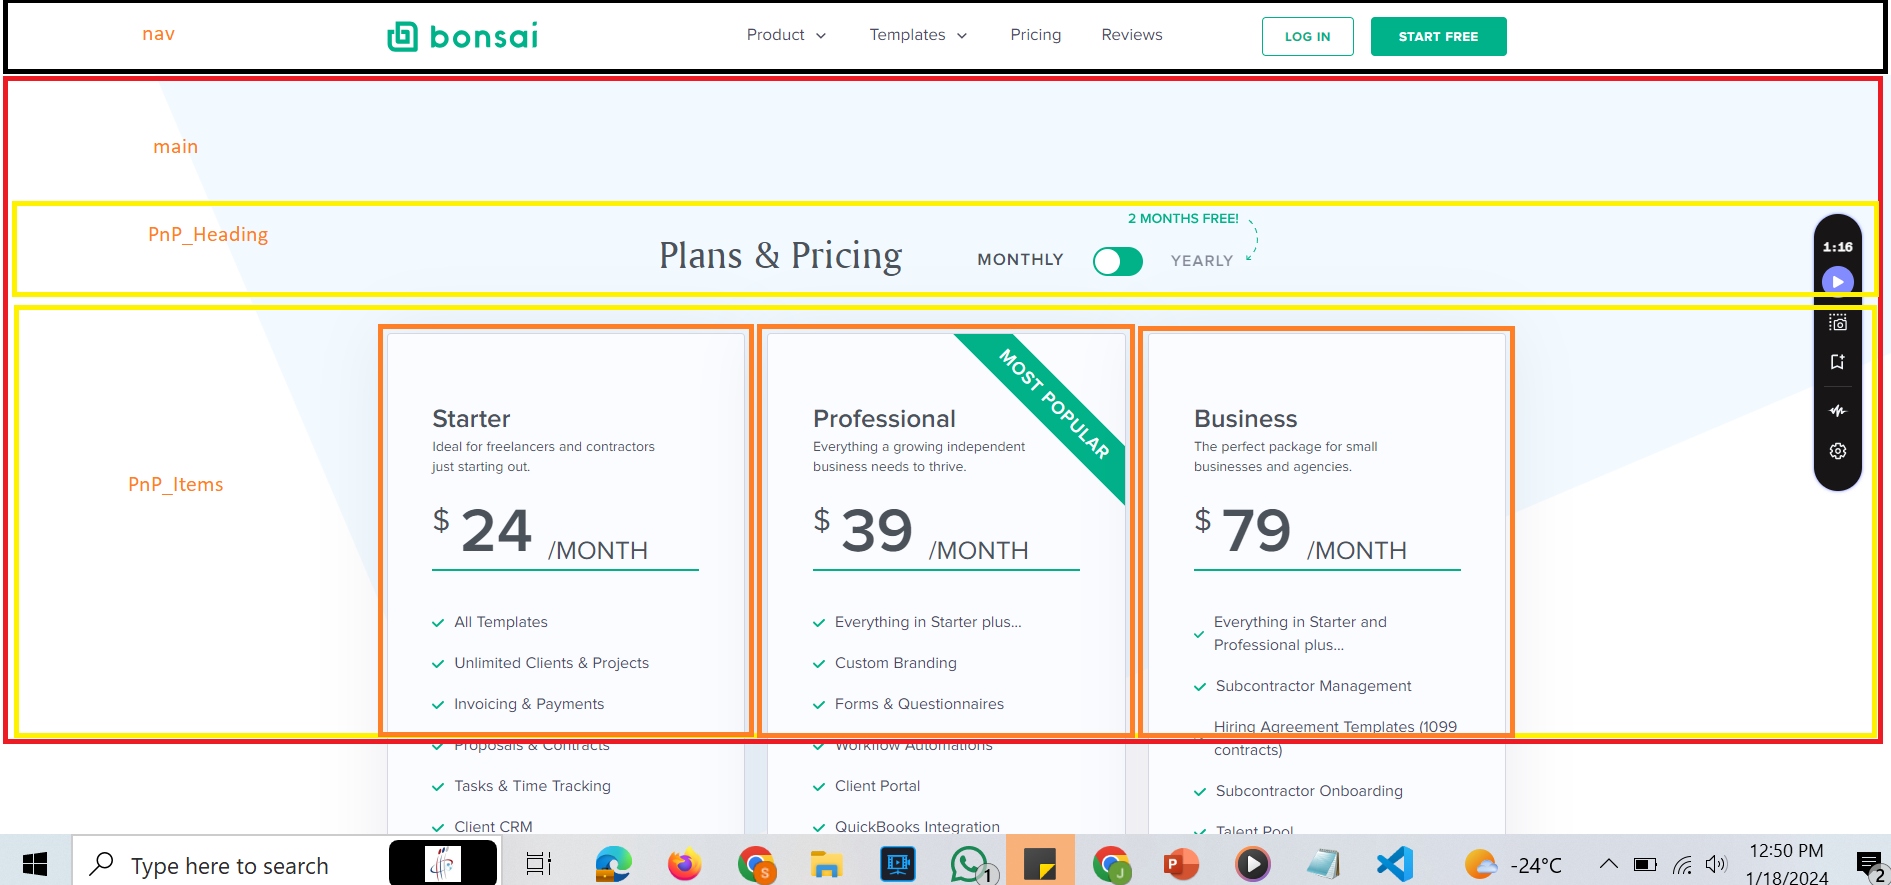 nav
bonsai
Product
Templates
Pricing
Reviews
LOG IN
START FREE
main
PnP_Heading
2 MONTHS FREE!
Plans & Pricing
MONTHLY
YEARLY
1:16
PnP_Items
MOST POPULAR
Starter
Ideal for freelancers and contractors
just starting out.
$ 24 /MONTH
All Templates
Unlimited Clients & Projects
Invoicing & Payments
Proposals & Contracts
Tasks & Time Tracking
Client CRM
Professional
Everything a growing independent
business needs to thrive.
$ 39 /MONTH
Everything in Starter plus...
Custom Branding
Forms & Questionnaires
Workflow Automations
Client Portal
QuickBooks Integration
Business
The perfect package for small
businesses and agencies.
$ 79 /MONTH
Everything in Starter and
Professional plus...
Subcontractor Management
Hiring Agreement Templates (1099
contracts)
Subcontractor Onboarding
Talent Pool
Type here to search
S
1
J
P
-24°C
12:50 PM
1/18/2024
2